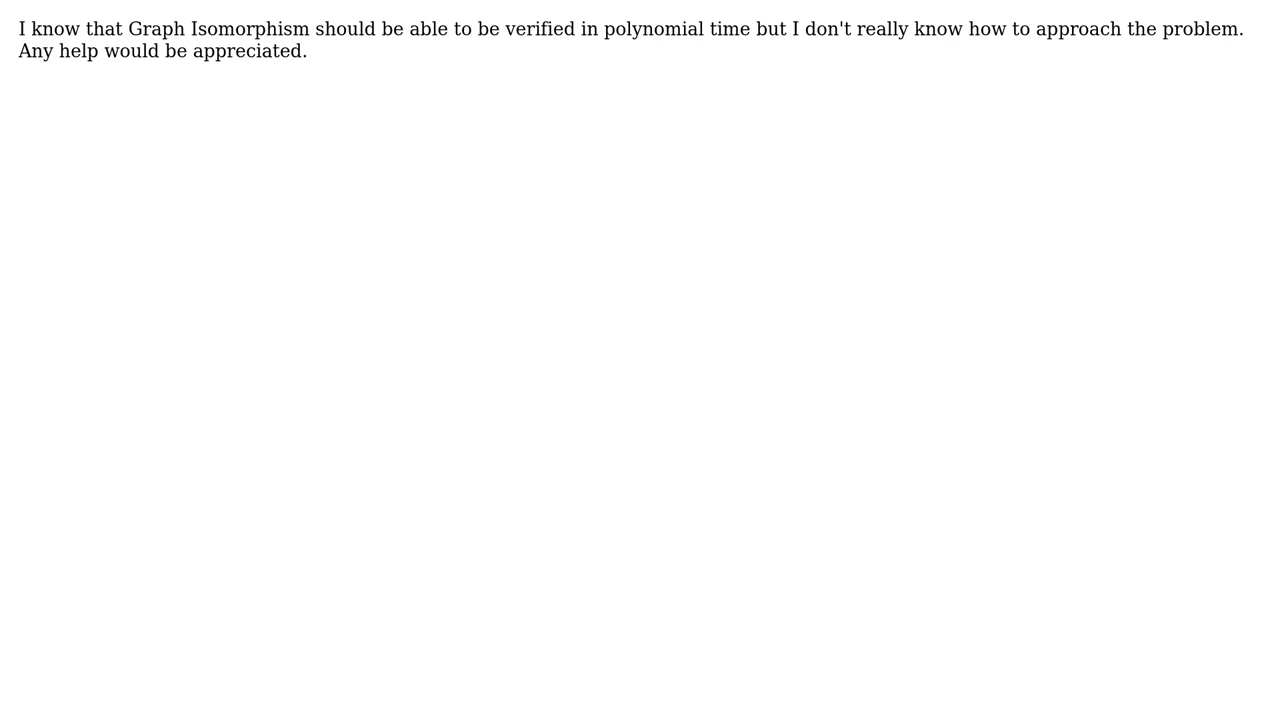 I know that Graph Isomorphism should be able to be verified in polynomial time but I don't really know how to approach the problem.
Any help would be appreciated.